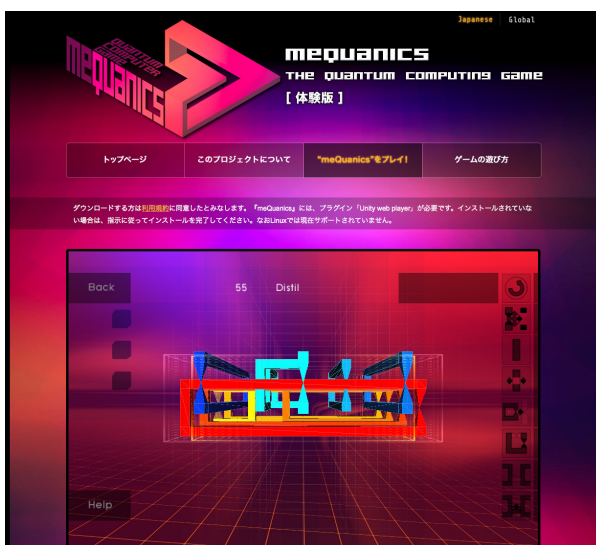 Japanese Global
QUANTUM
COMPUTER
GAME
meQuanics
meQuanics
THE QUANTUM COMPUTING GAME
[ 体験版 ]
トップページ このプロジェクトについて "meQuanics"をプレイ! ゲームの遊び方
ダウンロードする方は利用規約に同意したとみなします。『meQuanics』には、プラグイン「Unity web player」が必要です。インストールされていな
い場合は、指示に従ってインストールを完了してください。なおLinuxでは現在サポートされていません。
Back 55 Distil
Help